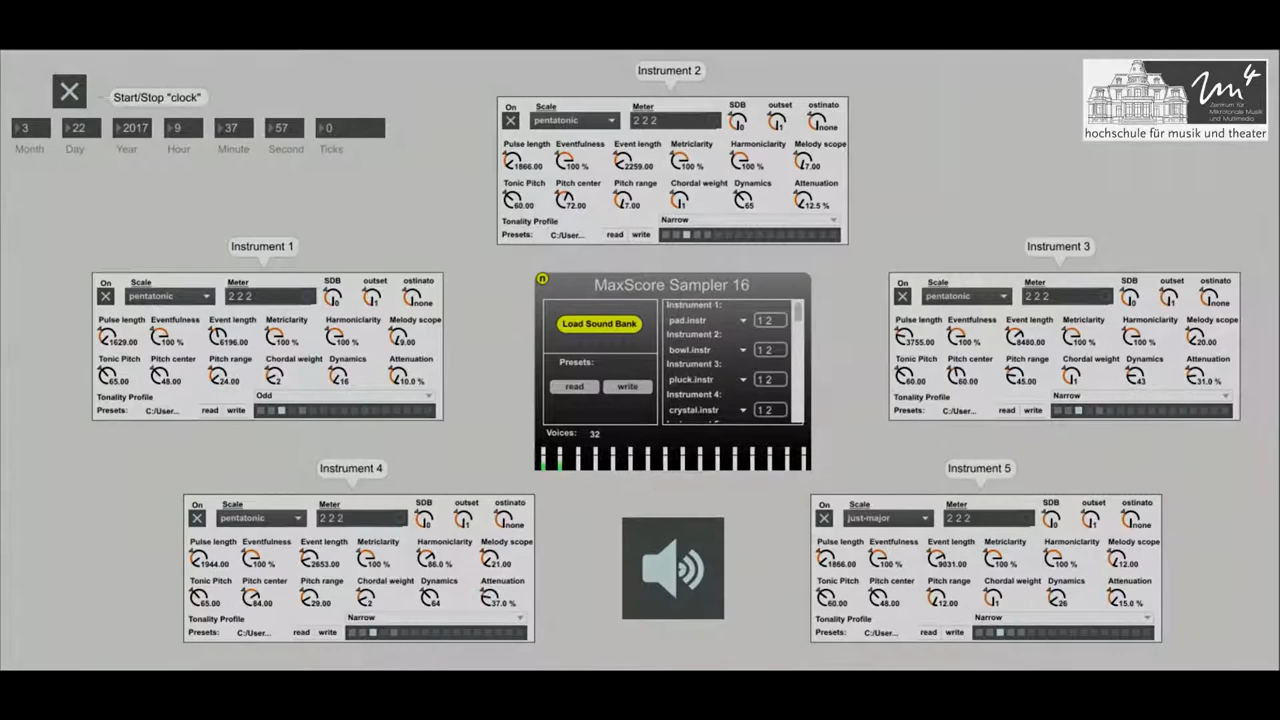 Start/Stop "clock"
3 22 2017 9 37 57 0
Month Day Year Hour Minute Second Ticks
Zentrum für
Mikrotonale Musik
und Multimedia
hochschule für musik und theater
Instrument 2
On Scale Meter SDB outset ostinato
pentatonic 2 2 2 0 1 none
Pulse length Eventfulness Event length Metriclarity Harmoniclarity Melody scope
1866.00 100 % 2259.00 100 % 100 % 7.00
Tonic Pitch Pitch center Pitch range Chordal weight Dynamics Attenuation
60.00 72.00 7.00 1 65 12.5 %
Tonality Profile Narrow
Presets: C:/User... read write
Instrument 1
On Scale Meter SDB outset ostinato
pentatonic 2 2 2 0 1 none
Pulse length Eventfulness Event length Metriclarity Harmoniclarity Melody scope
1629.00 100 % 6196.00 100 % 100 % 9.00
Tonic Pitch Pitch center Pitch range Chordal weight Dynamics Attenuation
65.00 48.00 24.00 2 16 10.0 %
Tonality Profile Odd
Presets: C:/User... read write
MaxScore Sampler 16
Load Sound Bank
Presets:
read write
Instrument 1:
pad.instr 1 2
Instrument 2:
bowl.instr 1 2
Instrument 3:
pluck.instr 1 2
Instrument 4:
crystal.instr 1 2
Voices: 32
Instrument 3
On Scale Meter SDB outset ostinato
pentatonic 2 2 2 0 1 none
Pulse length Eventfulness Event length Metriclarity Harmoniclarity Melody scope
3755.00 100 % 8480.00 100 % 100 % 20.00
Tonic Pitch Pitch center Pitch range Chordal weight Dynamics Attenuation
60.00 60.00 45.00 1 43 31.0 %
Tonality Profile Narrow
Presets: C:/User... read write
Instrument 4
On Scale Meter SDB outset ostinato
pentatonic 2 2 2 0 1 none
Pulse length Eventfulness Event length Metriclarity Harmoniclarity Melody scope
1944.00 100 % 2653.00 100 % 86.0 % 21.00
Tonic Pitch Pitch center Pitch range Chordal weight Dynamics Attenuation
65.00 84.00 29.00 2 64 37.0 %
Tonality Profile Narrow
Presets: C:/User... read write
Instrument 5
On Scale Meter SDB outset ostinato
just-major 2 2 2 0 1 none
Pulse length Eventfulness Event length Metriclarity Harmoniclarity Melody scope
1866.00 100 % 9031.00 100 % 100 % 12.00
Tonic Pitch Pitch center Pitch range Chordal weight Dynamics Attenuation
60.00 48.00 12.00 1 26 15.0 %
Tonality Profile Narrow
Presets: C:/User... read write